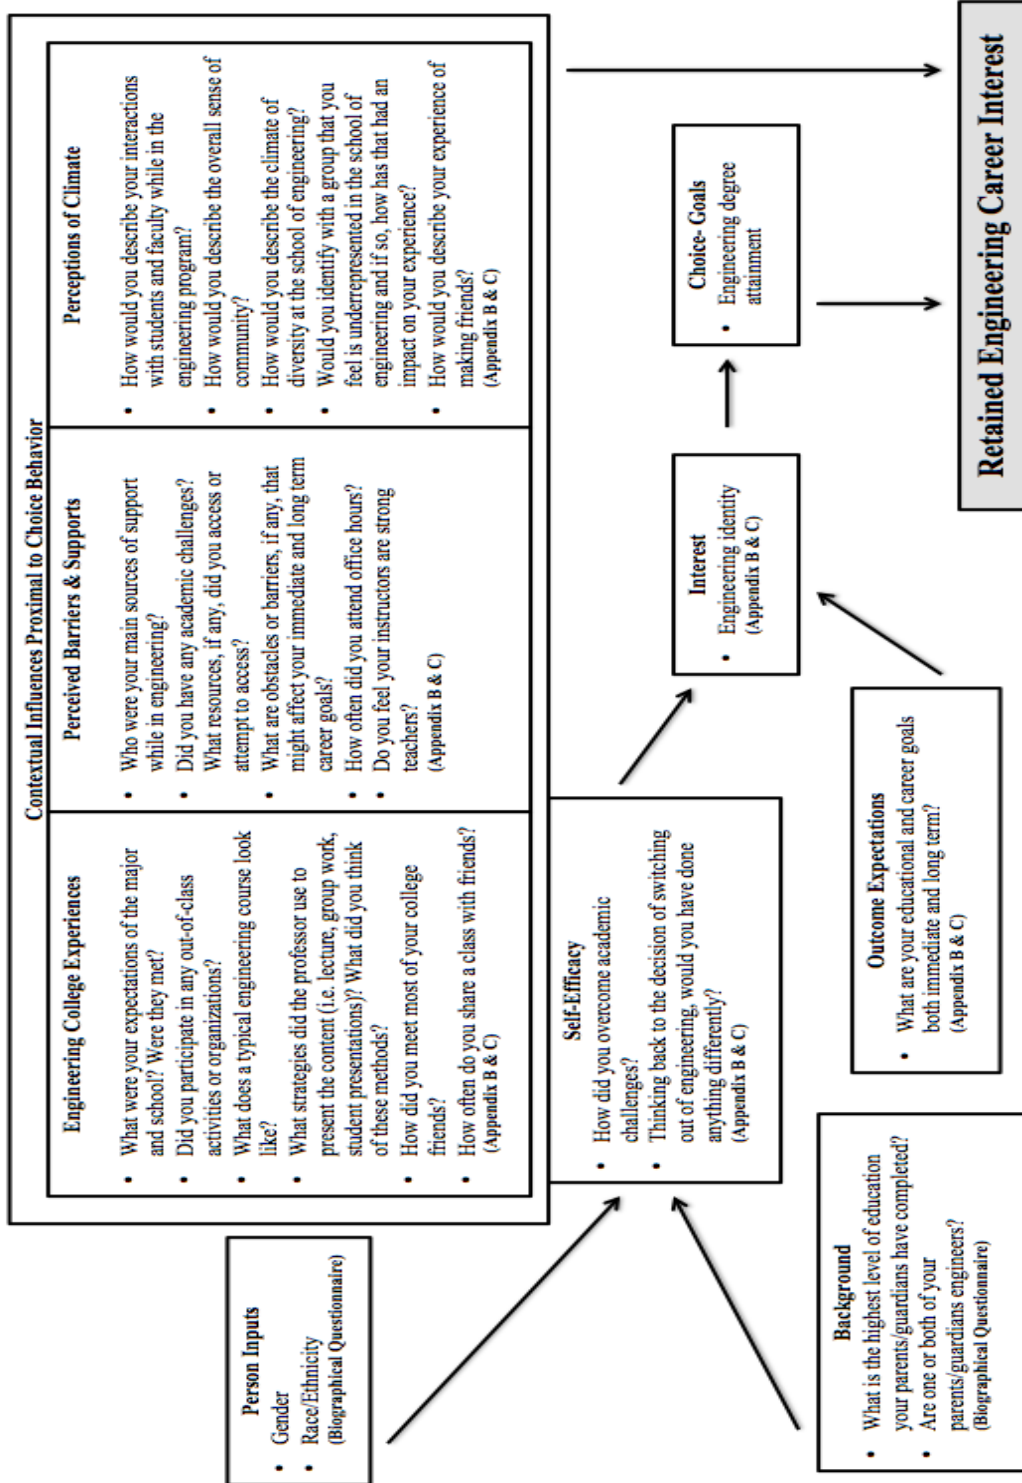 Contextual Influences Proximal to Choice Behavior
Engineering College Experiences
• What were your expectations of the major
and school? Were they met?
• Did you participate in any out-of-class
activities or organizations?
• What does a typical engineering course look
like?
• What strategies did the professor use to
present the content (i.e. lecture, group work,
student presentations)? What did you think
of these methods?
• How did you meet most of your college
friends?
• How often do you share a class with friends?
(Appendix B & C)
Perceived Barriers & Supports
• Who were your main sources of support
while in engineering?
• Did you have any academic challenges?
What resources, if any, did you access or
attempt to access?
• What are obstacles or barriers, if any, that
might affect your immediate and long term
career goals?
• How often did you attend office hours?
• Do you feel your instructors are strong
teachers?
(Appendix B & C)
Perceptions of Climate
• How would you describe your interactions
with students and faculty while in the
engineering program?
• How would you describe the overall sense of
community?
• How would you describe the climate of
diversity at the school of engineering?
• Would you identify with a group that you
feel is underrepresented in the school of
engineering and if so, how has that had an
impact on your experience?
• How would you describe your experience of
making friends?
(Appendix B & C)
Person Inputs
• Gender
• Race/Ethnicity
(Biographical Questionnaire)
Self-Efficacy
• How did you overcome academic
challenges?
• Thinking back to the decision of switching
out of engineering, would you have done
anything differently?
(Appendix B & C)
Interest
• Engineering identity
(Appendix B & C)
Choice- Goals
• Engineering degree
attainment
Background
• What is the highest level of education
your parents/guardians have completed?
• Are one or both of your
parents/guardians engineers?
(Biographical Questionnaire)
Outcome Expectations
• What are your educational and career goals
both immediate and long term?
(Appendix B & C)
Retained Engineering Career Interest